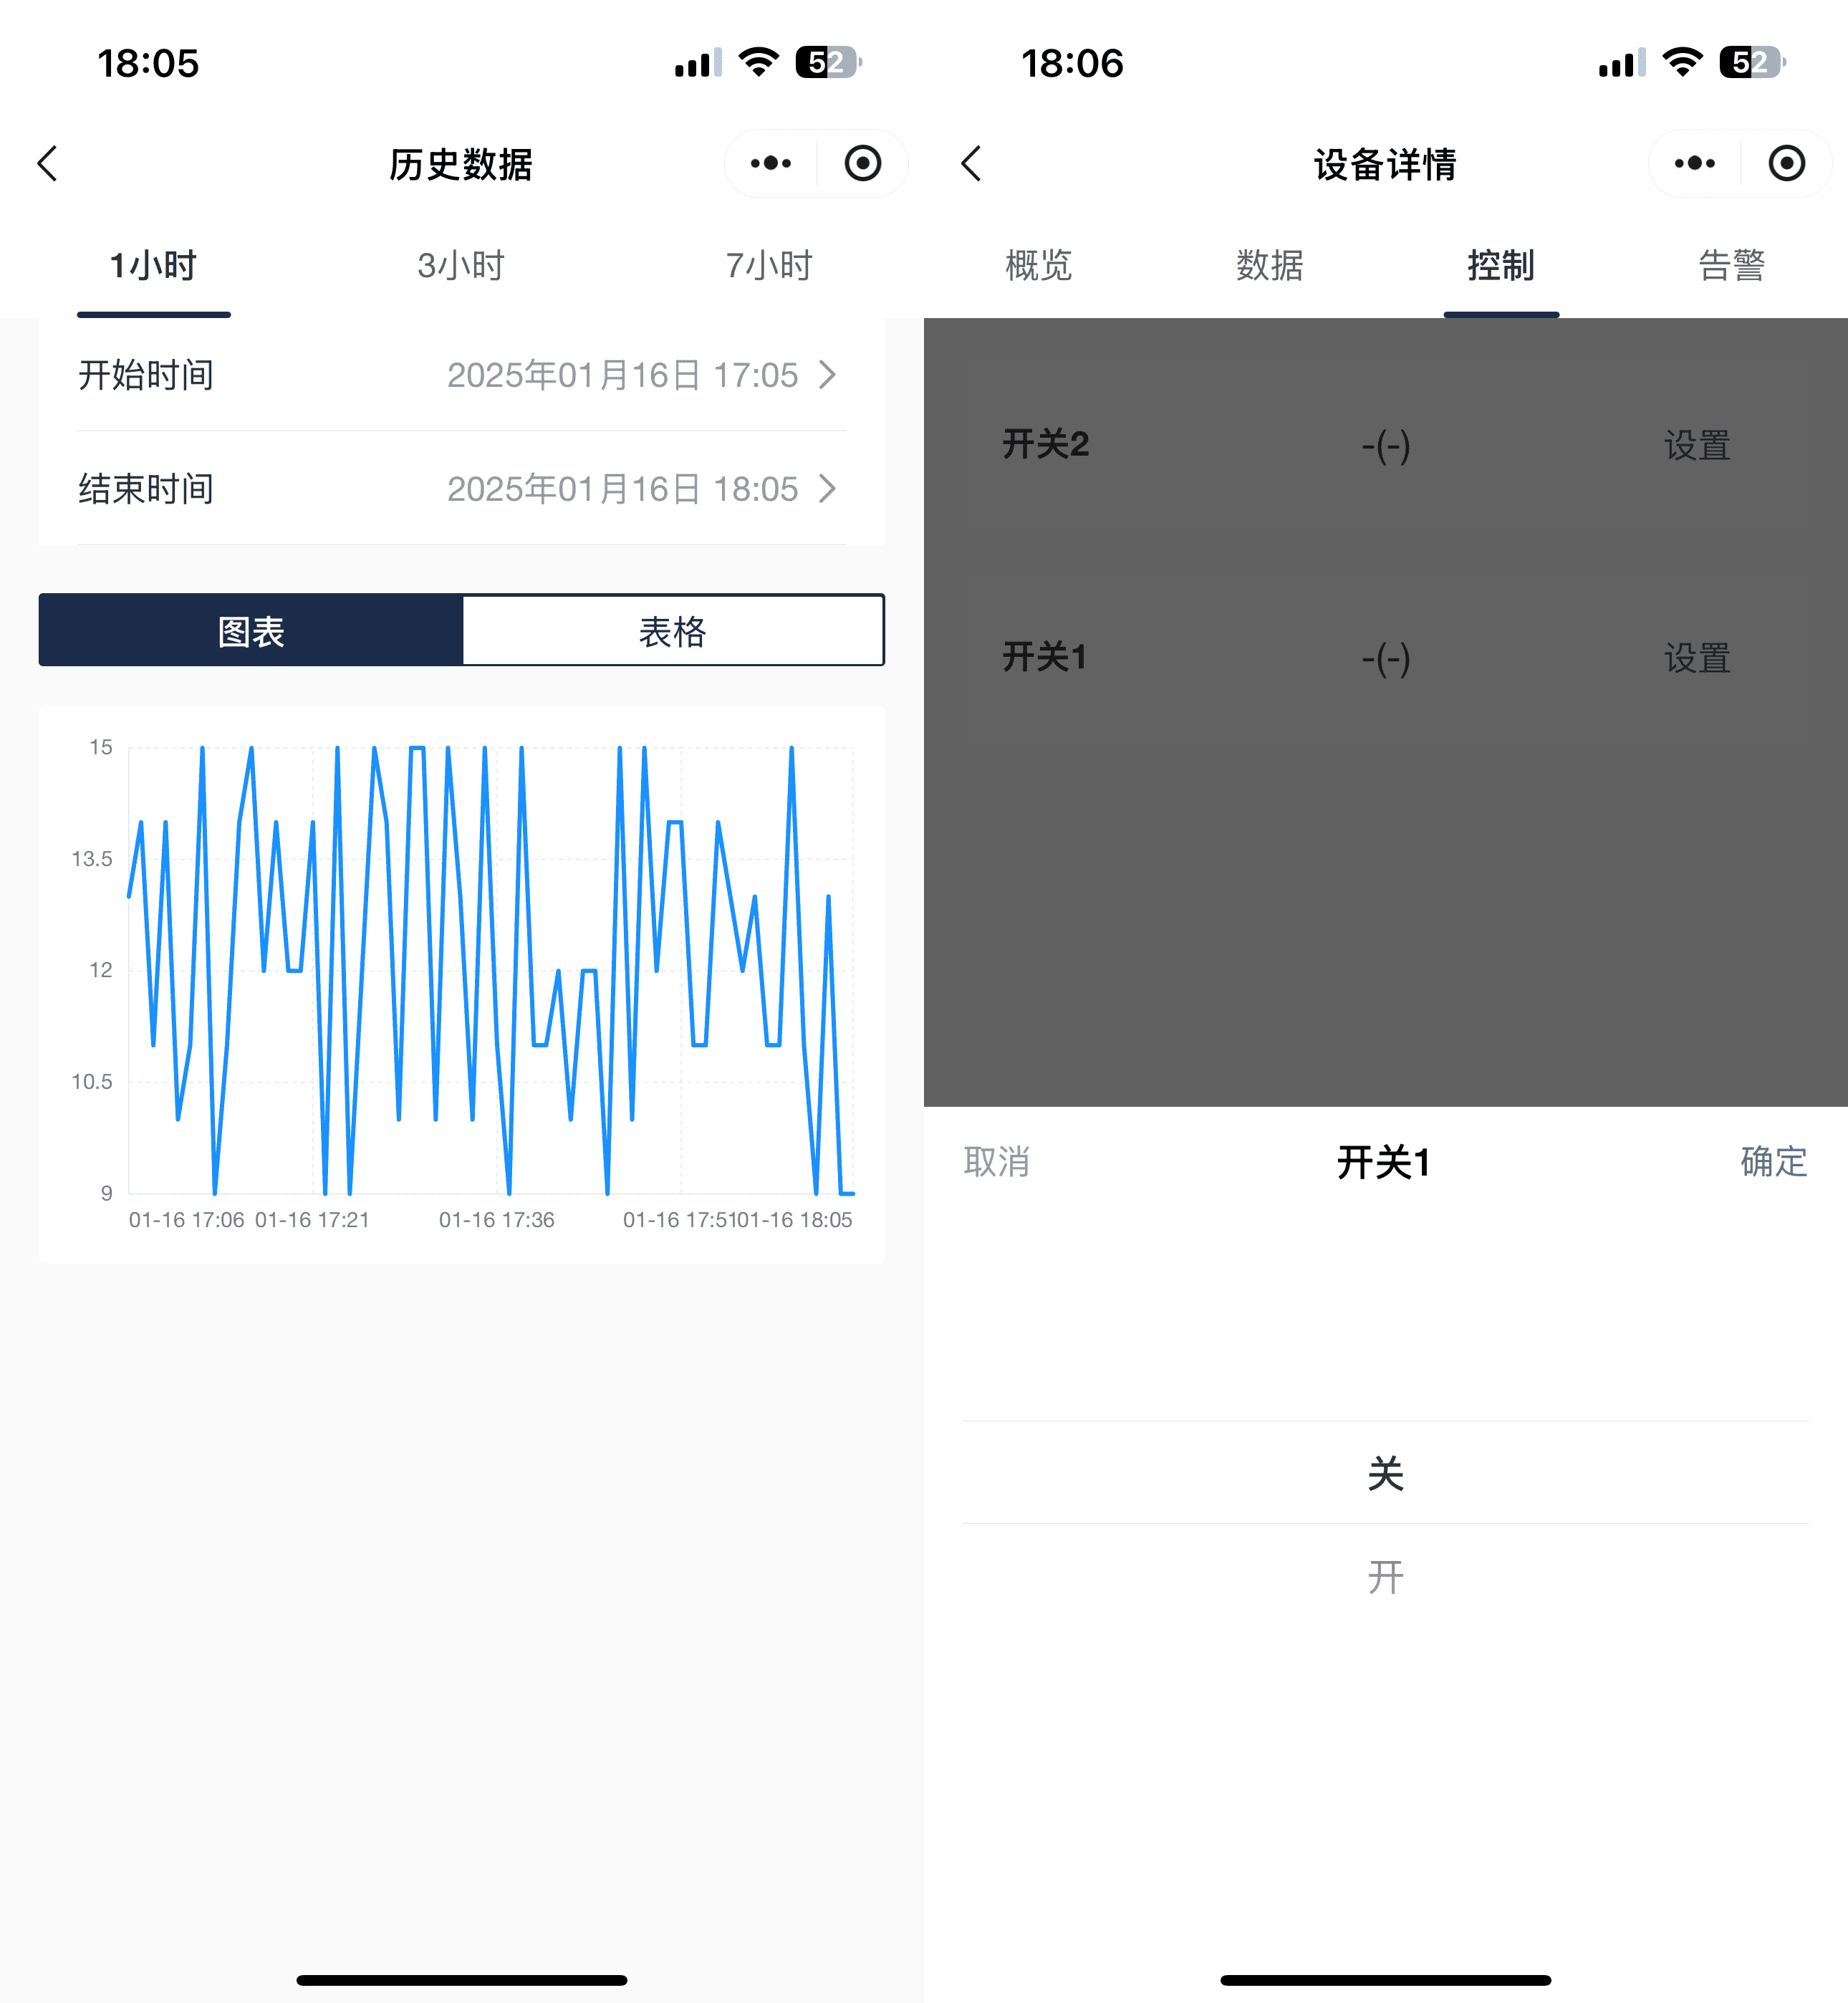 18:05
52
历史数据
1小时 3小时 7小时
开始时间 2025年01月16日 17:05
结束时间 2025年01月16日 18:05
图表 表格
15
13.5
12
10.5
9
01-16 17:06 01-16 17:21 01-16 17:36 01-16 17:51 01-16 18:05
18:06
52
设备详情
概览 数据 控制 告警
开关2 -(-) 设置
开关1 -(-) 设置
取消 开关1 确定
关
开